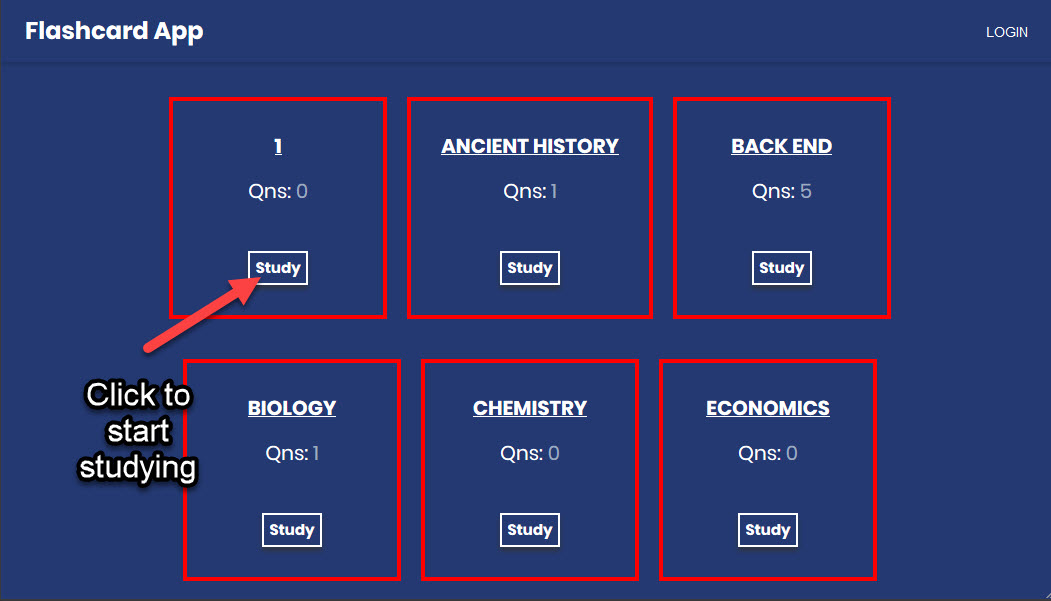 Flashcard App
LOGIN
1
Qns: 0
Study
ANCIENT HISTORY
Qns: 1
Study
BACK END
Qns: 5
Study
Click to
start
studying
BIOLOGY
Qns: 1
Study
CHEMISTRY
Qns: 0
Study
ECONOMICS
Qns: 0
Study